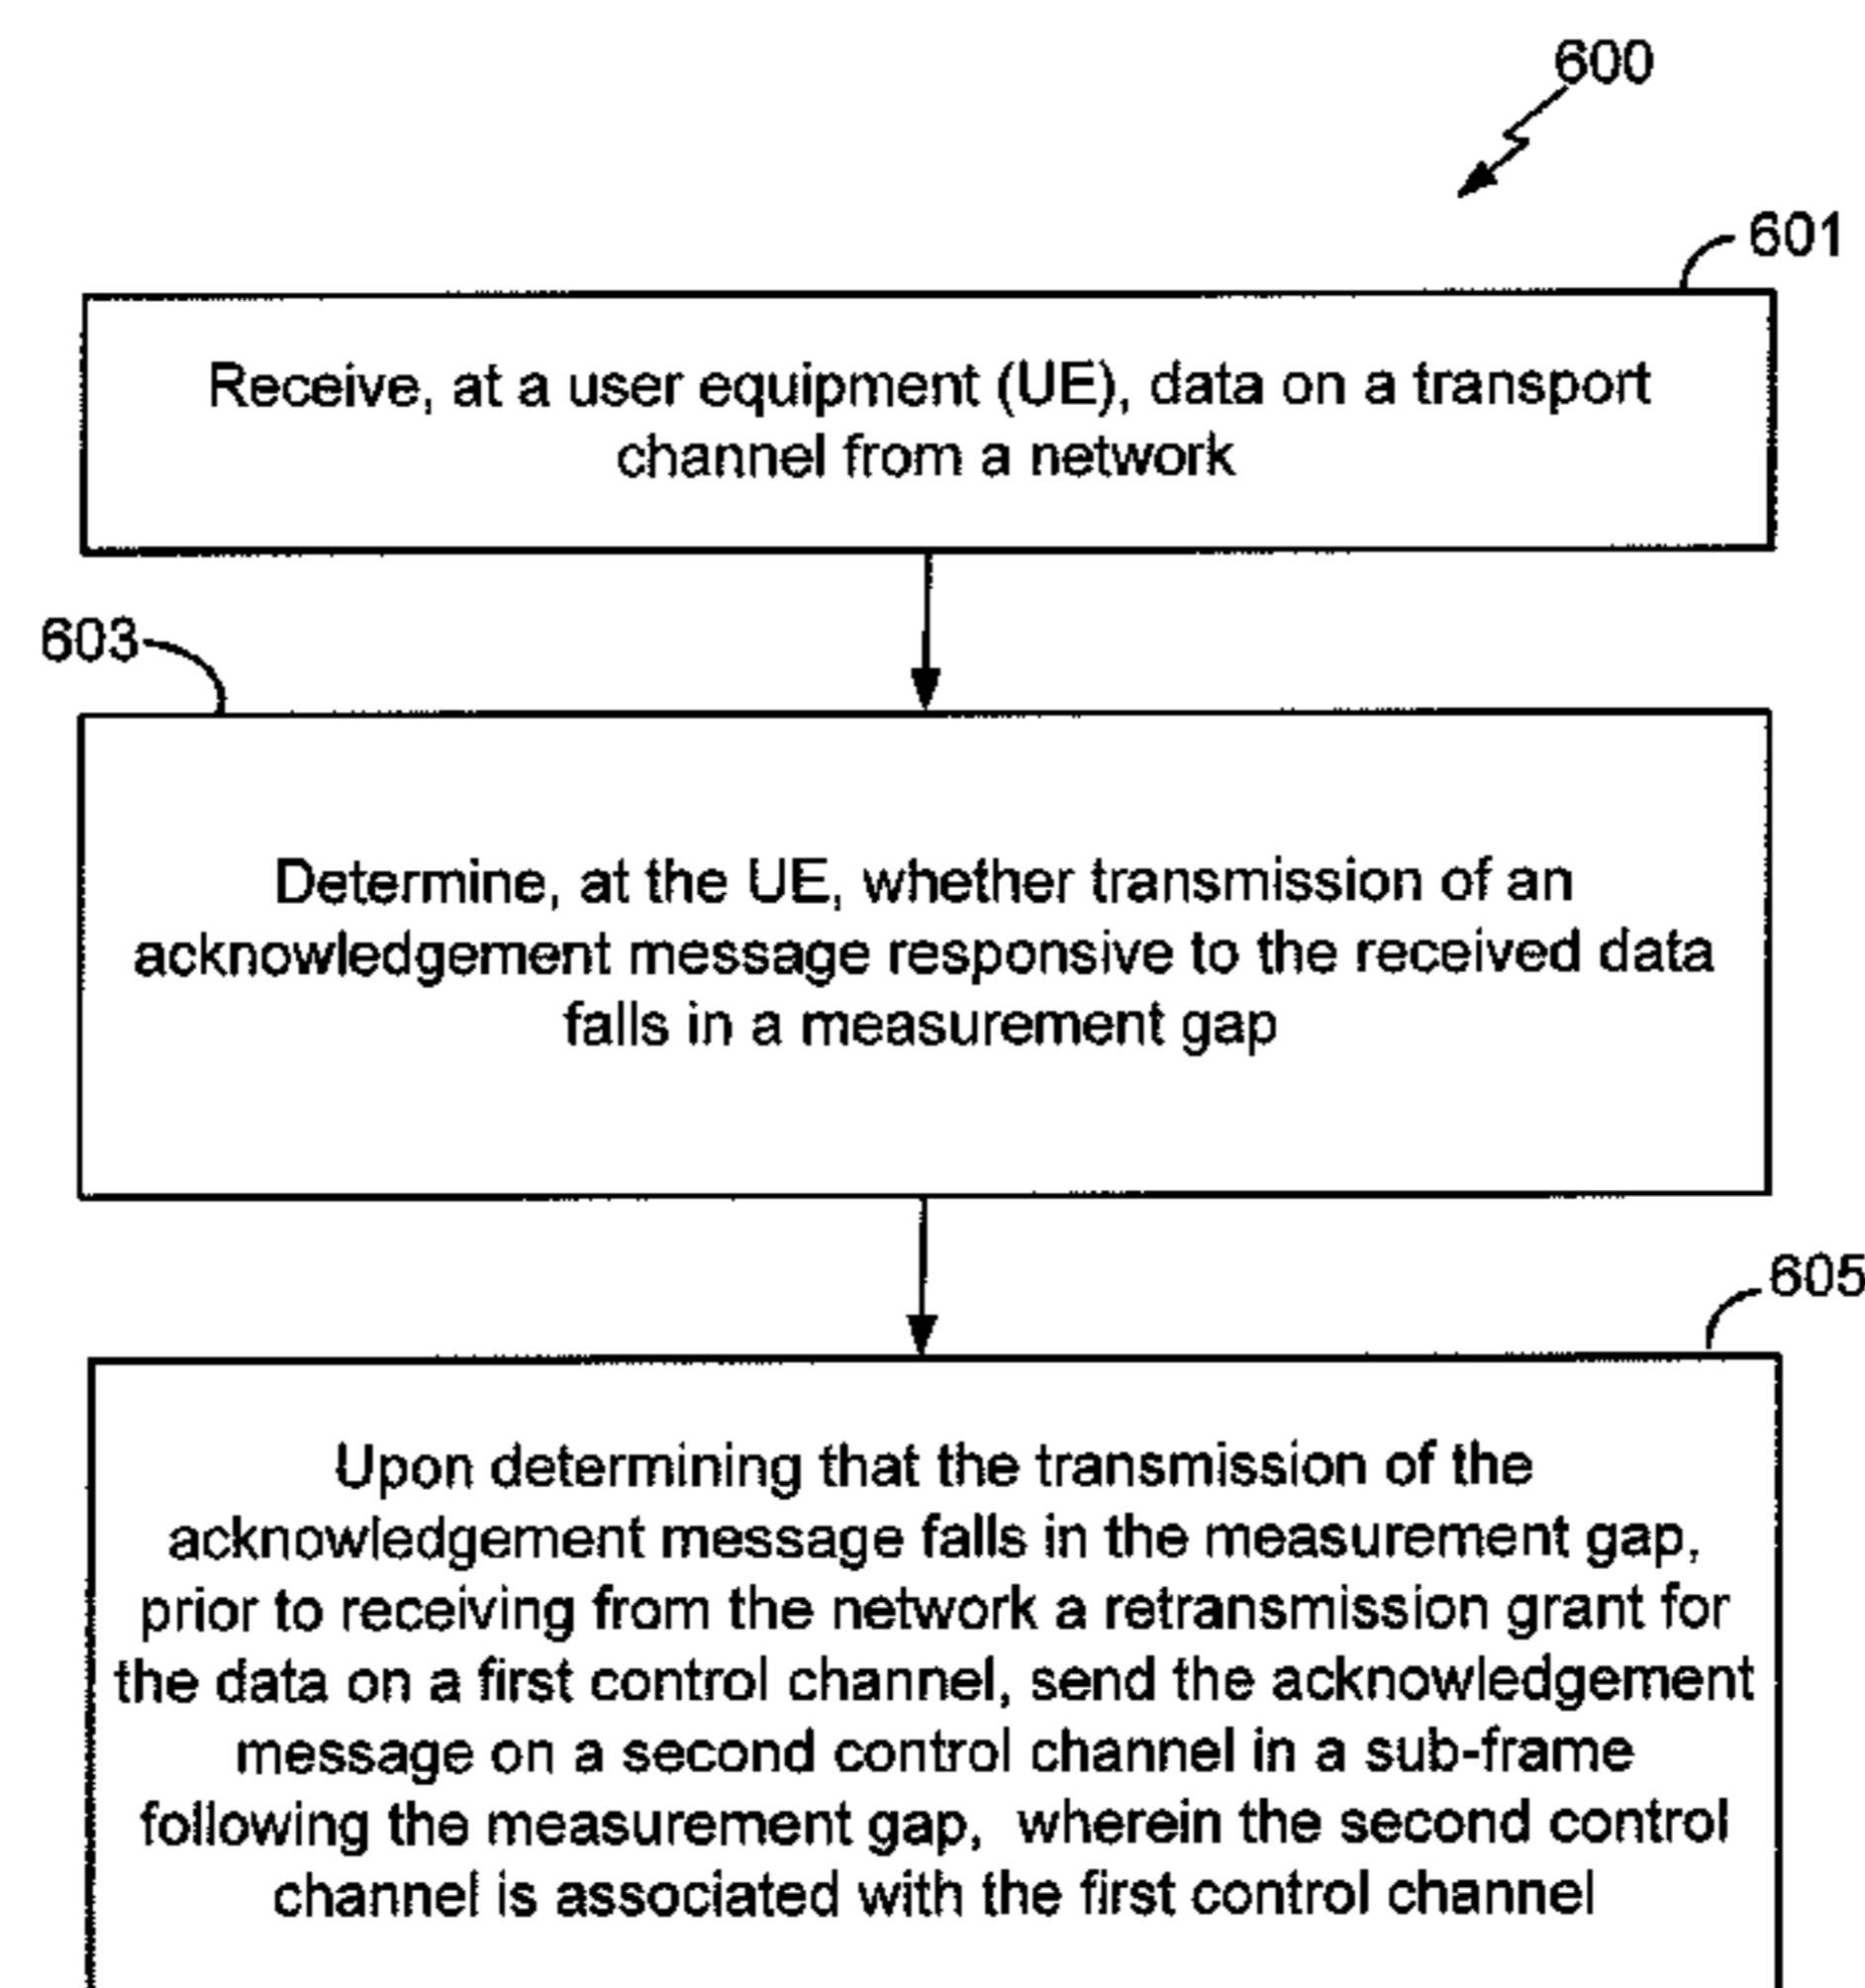 600
601
Receive, at a user equipment (UE), data on a transport
channel from a network
603
Determine, at the UE, whether transmission of an
acknowledgement message responsive to the received data
falls in a measurement gap
605
Upon determining that the transmission of the
acknowledgement message falls in the measurement gap,
prior to receiving from the network a retransmission grant for
the data on a first control channel, send the acknowledgement
message on a second control channel in a sub-frame
following the measurement gap, wherein the second control
channel is associated with the first control channel